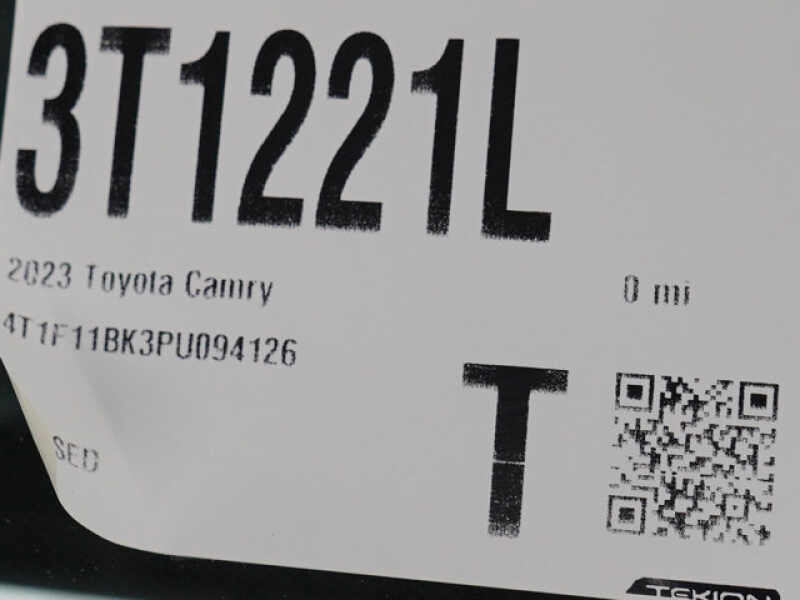 3T1221L
2023 Toyota Camry
0 mi
4T1F11BK3PU094126
SED
T
TEKION